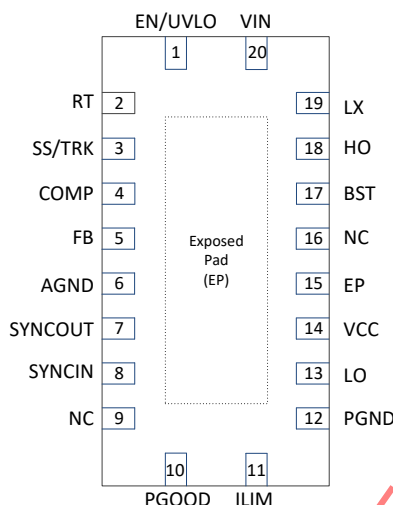 EN/UVLO VIN
1 20
RT 2 19 LX
SS/TRK 3 18 HO
COMP 4 17 BST
FB 5 16 NC
Exposed
Pad
(EP)
AGND 6 15 EP
SYNCOUT 7 14 VCC
SYNCIN 8 13 LO
NC 9 12 PGND
10 11
PGOOD ILIM